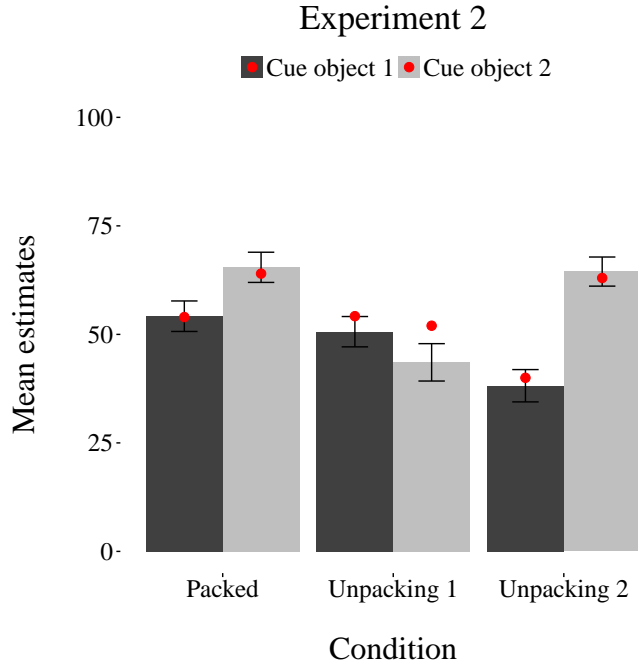 Experiment 2
Cue object 1 Cue object 2
100
75
50
25
0
Mean estimates
Packed Unpacking 1 Unpacking 2
Condition